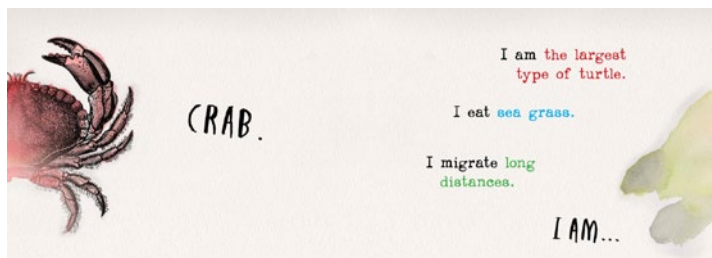 CRAB.
I am the largest
type of turtle.
I eat sea grass.
I migrate long
distances.
I AM...